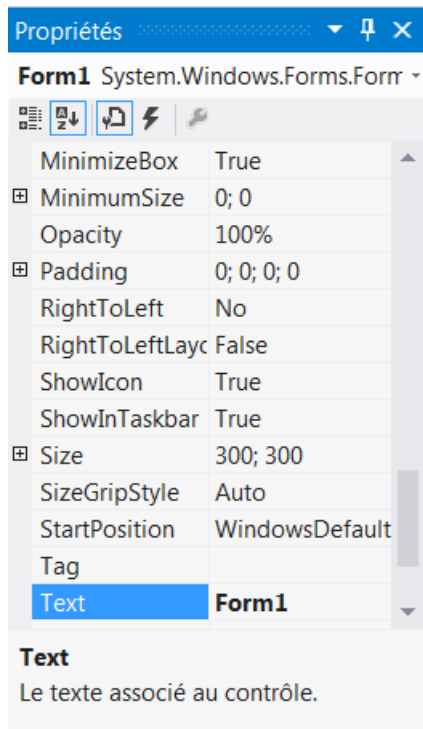 Propriétés
Form1 System.Windows.Forms.Form
MinimizeBox True
MinimumSize 0; 0
Opacity 100%
Padding 0; 0; 0; 0
RightToLeft No
RightToLeftLayo False
ShowIcon True
ShowInTaskbar True
Size 300; 300
SizeGripStyle Auto
StartPosition WindowsDefault
Tag
Text Form1
Text
Le texte associé au contrôle.